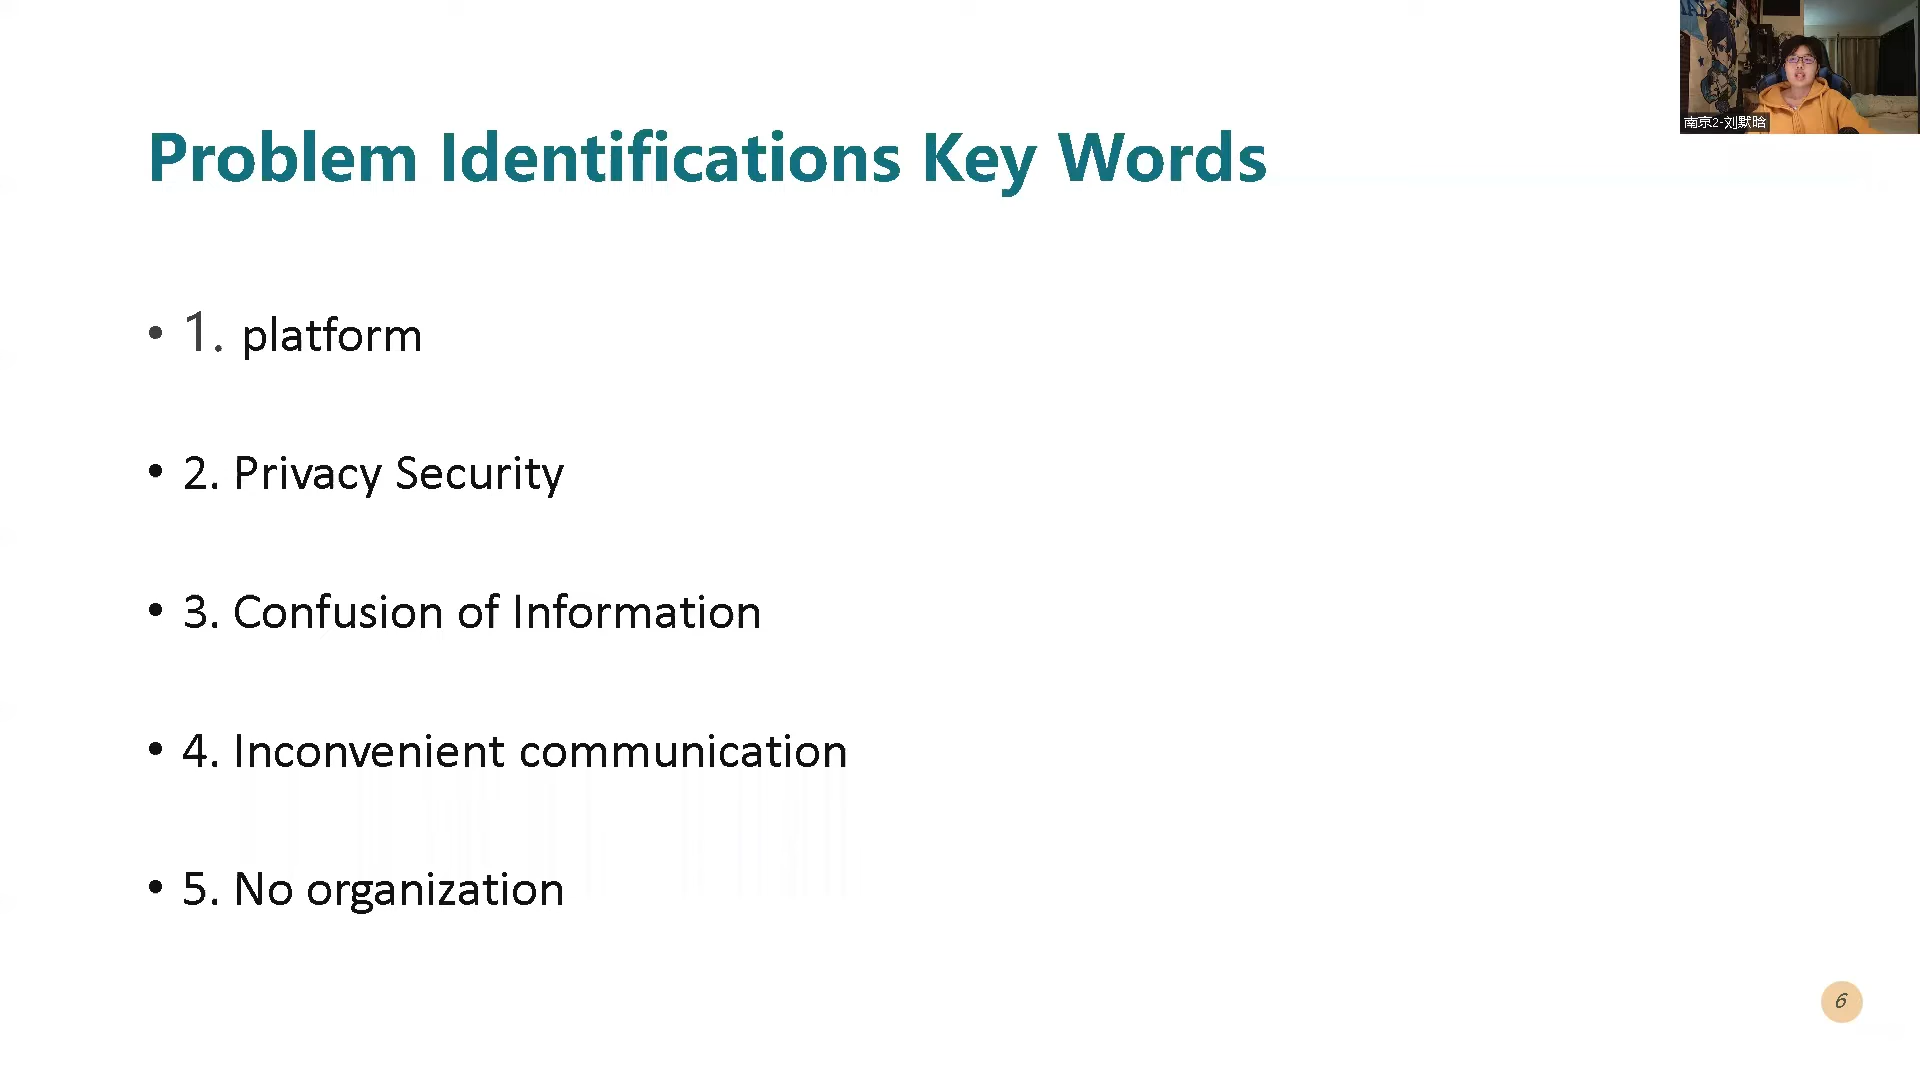 Problem Identifications Key Words
• 1. platform
• 2. Privacy Security
• 3. Confusion of Information
• 4. Inconvenient communication
• 5. No organization
南京2-刘默晗
6